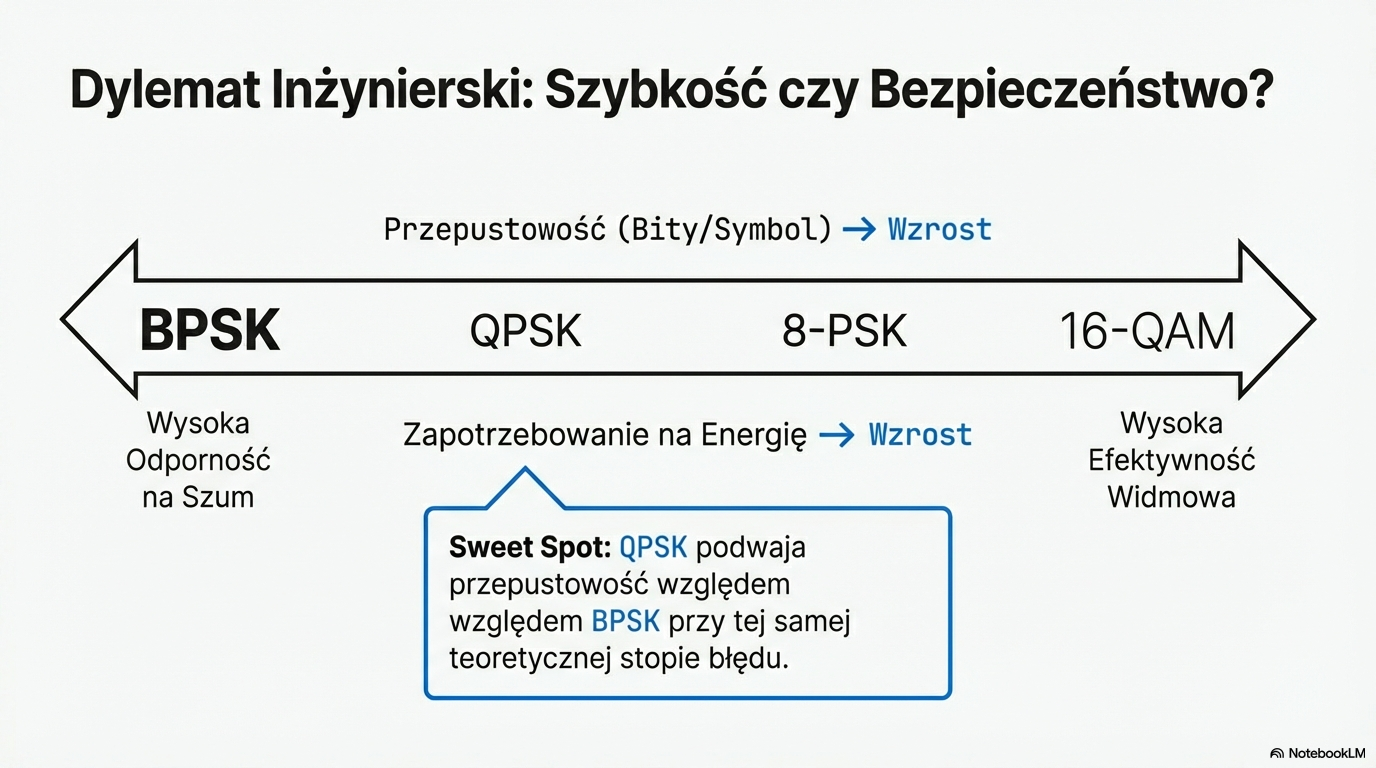 Dylemat Inżynierski: Szybkość czy Bezpieczeństwo?
Przepustowość (Bity/Symbol) → Wzrost
BPSK QPSK 8-PSK 16-QAM
Wysoka
Odporność
na Szum
Zapotrzebowanie na Energię → Wzrost
Wysoka
Efektywność
Widmowa
Sweet Spot: QPSK podwaja
przepustowość względem
względem BPSK przy tej samej
teoretycznej stopie błędu.
NotebookLM